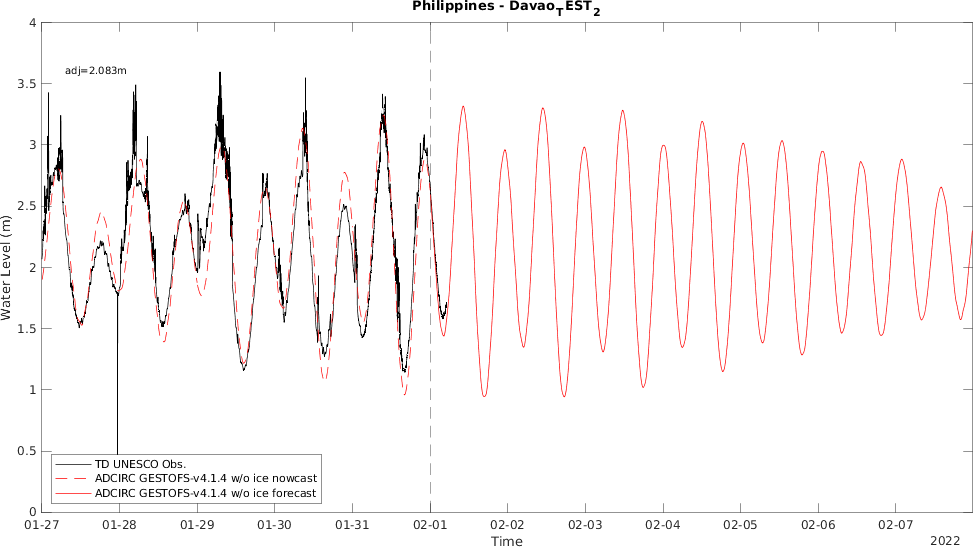 Philippines - Davao_TEST_2
4
3.5
3
2.5
2
1.5
1
0.5
0
Water Level (m)
adj=2.083m
TD UNESCO Obs.
ADCIRC GESTOFS-v4.1.4 w/o ice nowcast
ADCIRC GESTOFS-v4.1.4 w/o ice forecast
01-27 01-28 01-29 01-30 01-31 02-01 02-02 02-03 02-04 02-05 02-06 02-07
Time
2022